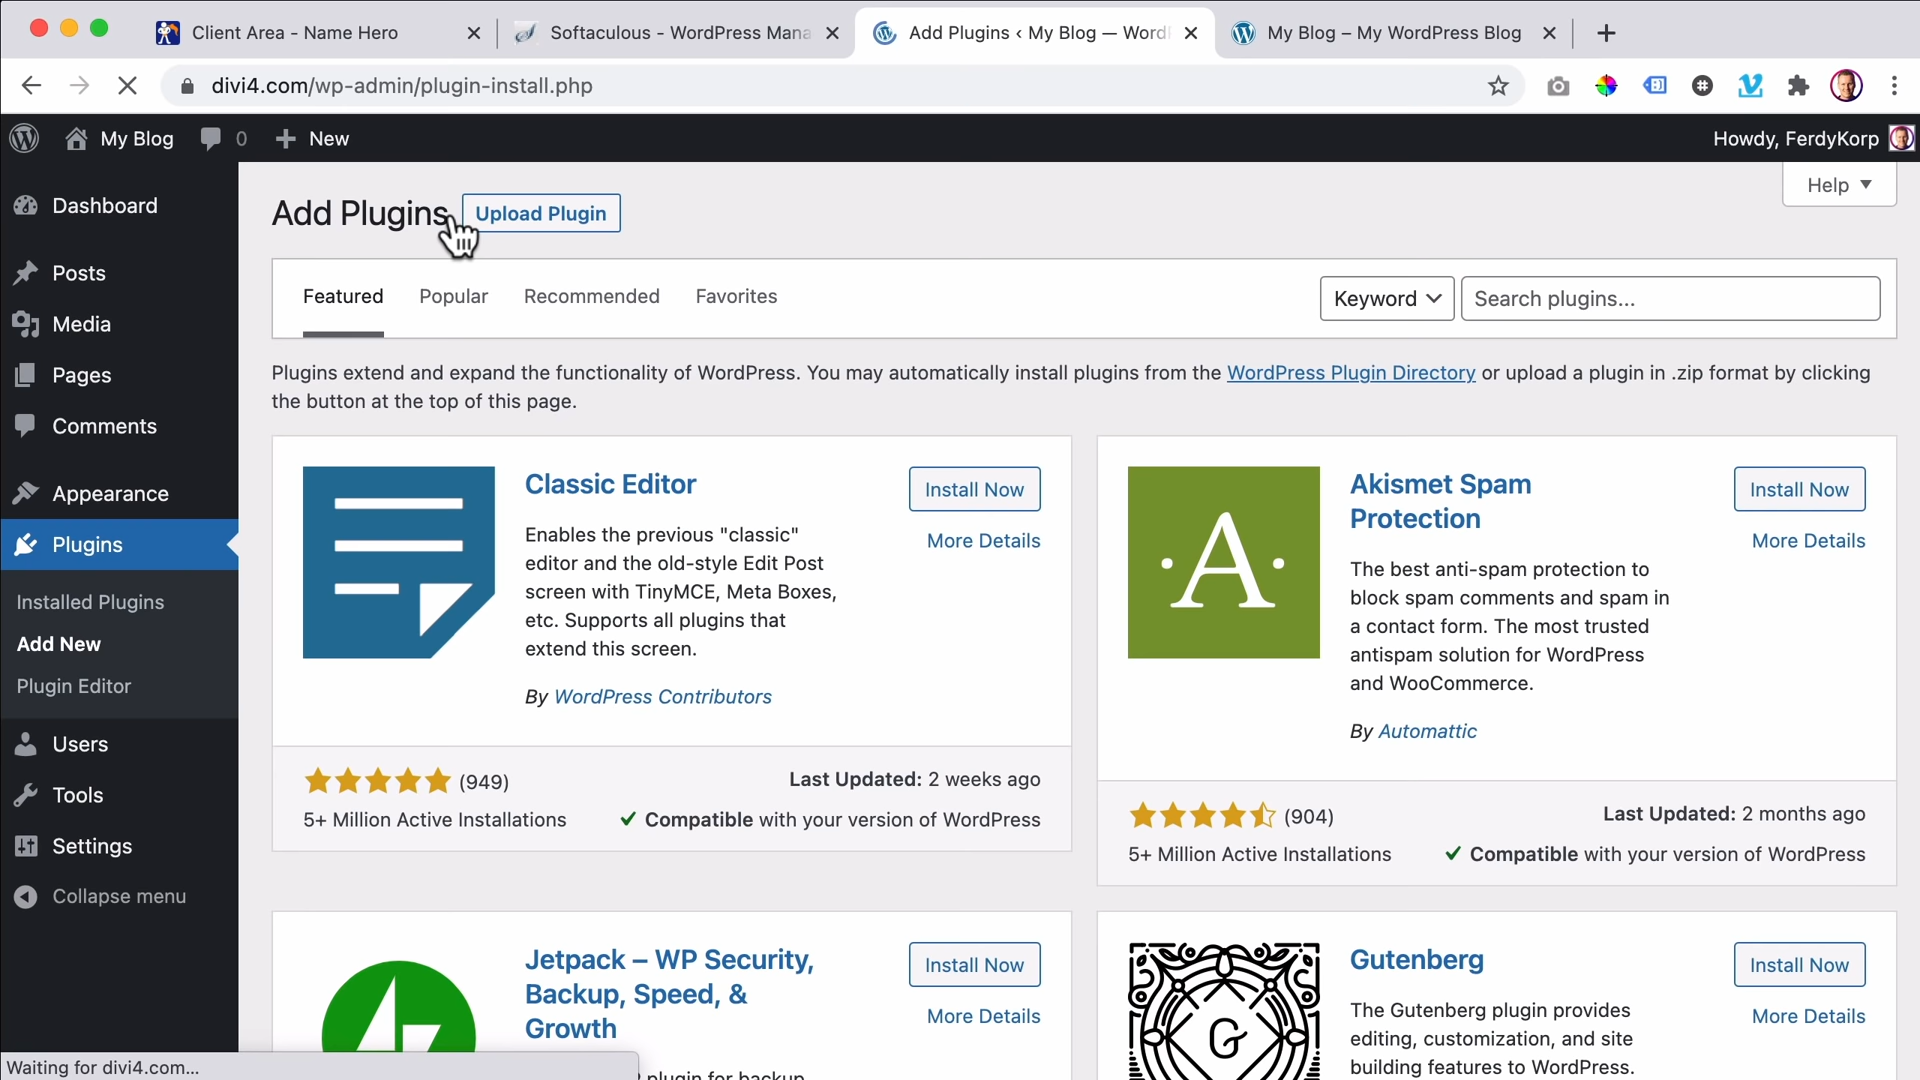 Client Area - Name Hero
Softaculous - WordPress Mana
Add Plugins ‹ My Blog — Word
My Blog – My WordPress Blog
divi4.com/wp-admin/plugin-install.php
My Blog
0
New
Howdy, FerdyKorp
Dashboard
Posts
Media
Pages
Comments
Appearance
Plugins
Installed Plugins
Add New
Plugin Editor
Users
Tools
Settings
Collapse menu
Add Plugins
Upload Plugin
Help
Featured
Popular
Recommended
Favorites
Keyword
Search plugins...
Plugins extend and expand the functionality of WordPress. You may automatically install plugins from the WordPress Plugin Directory or upload a plugin in .zip format by clicking
the button at the top of this page.
Classic Editor
Install Now
More Details
Enables the previous "classic"
editor and the old-style Edit Post
screen with TinyMCE, Meta Boxes,
etc. Supports all plugins that
extend this screen.
By WordPress Contributors
(949)
Last Updated: 2 weeks ago
5+ Million Active Installations
Compatible with your version of WordPress
·A·
Akismet Spam
Protection
Install Now
More Details
The best anti-spam protection to
block spam comments and spam in
a contact form. The most trusted
antispam solution for WordPress
and WooCommerce.
By Automattic
(904)
Last Updated: 2 months ago
5+ Million Active Installations
Compatible with your version of WordPress
Jetpack – WP Security,
Backup, Speed, &
Growth
Install Now
More Details
plugin for backup
G
Gutenberg
Install Now
More Details
The Gutenberg plugin provides
editing, customization, and site
building features to WordPress.
Waiting for divi4.com...